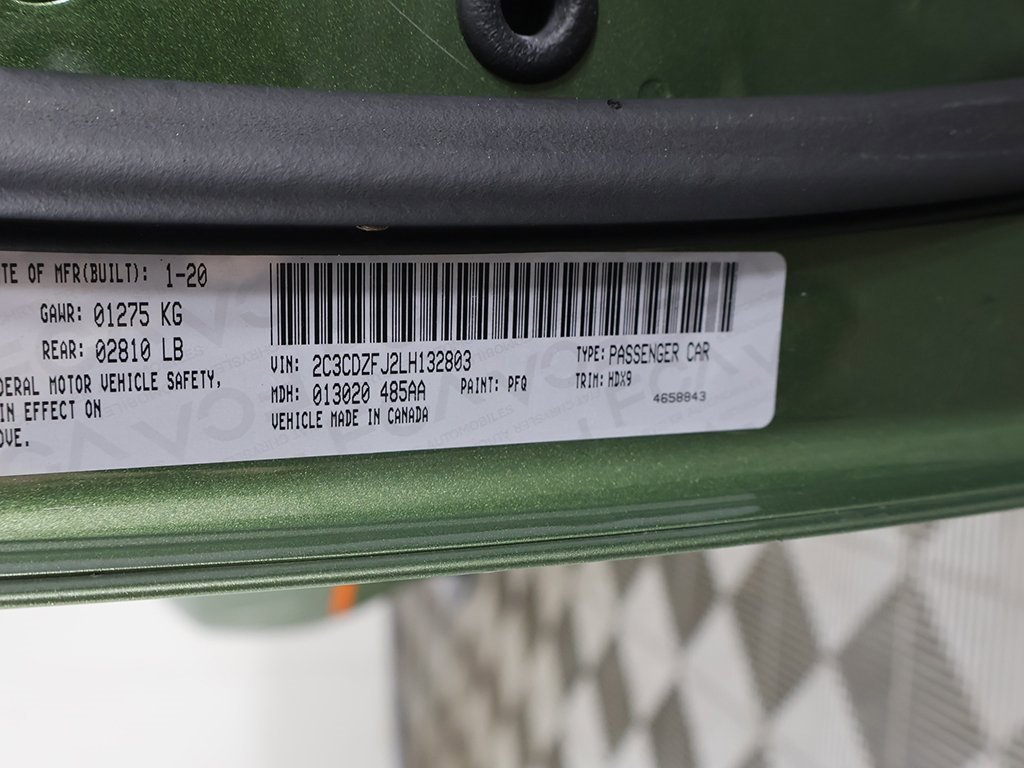 TE OF MFR(BUILT): 1-20
GAWR: 01275 KG
REAR: 02810 LB
DERAL MOTOR VEHICLE SAFETY,
IN EFFECT ON
OVE.
VIN: 2C3CDZFJ2LH132803
TYPE: PASSENGER CAR
MDH: 013020 485AA
PAINT: PFQ
TRIM: HDX9
VEHICLE MADE IN CANADA
4658843